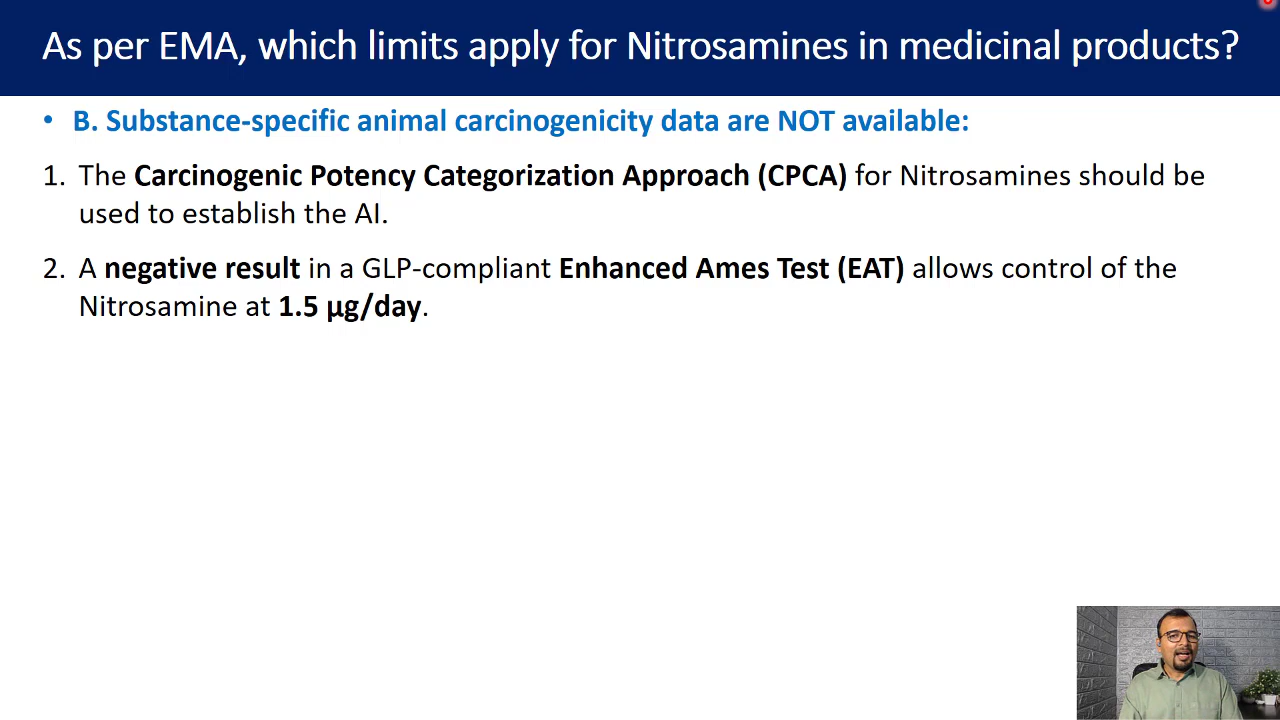 As per EMA, which limits apply for Nitrosamines in medicinal products?
• B. Substance-specific animal carcinogenicity data are NOT available:
1. The Carcinogenic Potency Categorization Approach (CPCA) for Nitrosamines should be
used to establish the AI.
2. A negative result in a GLP-compliant Enhanced Ames Test (EAT) allows control of the
Nitrosamine at 1.5 µg/day.